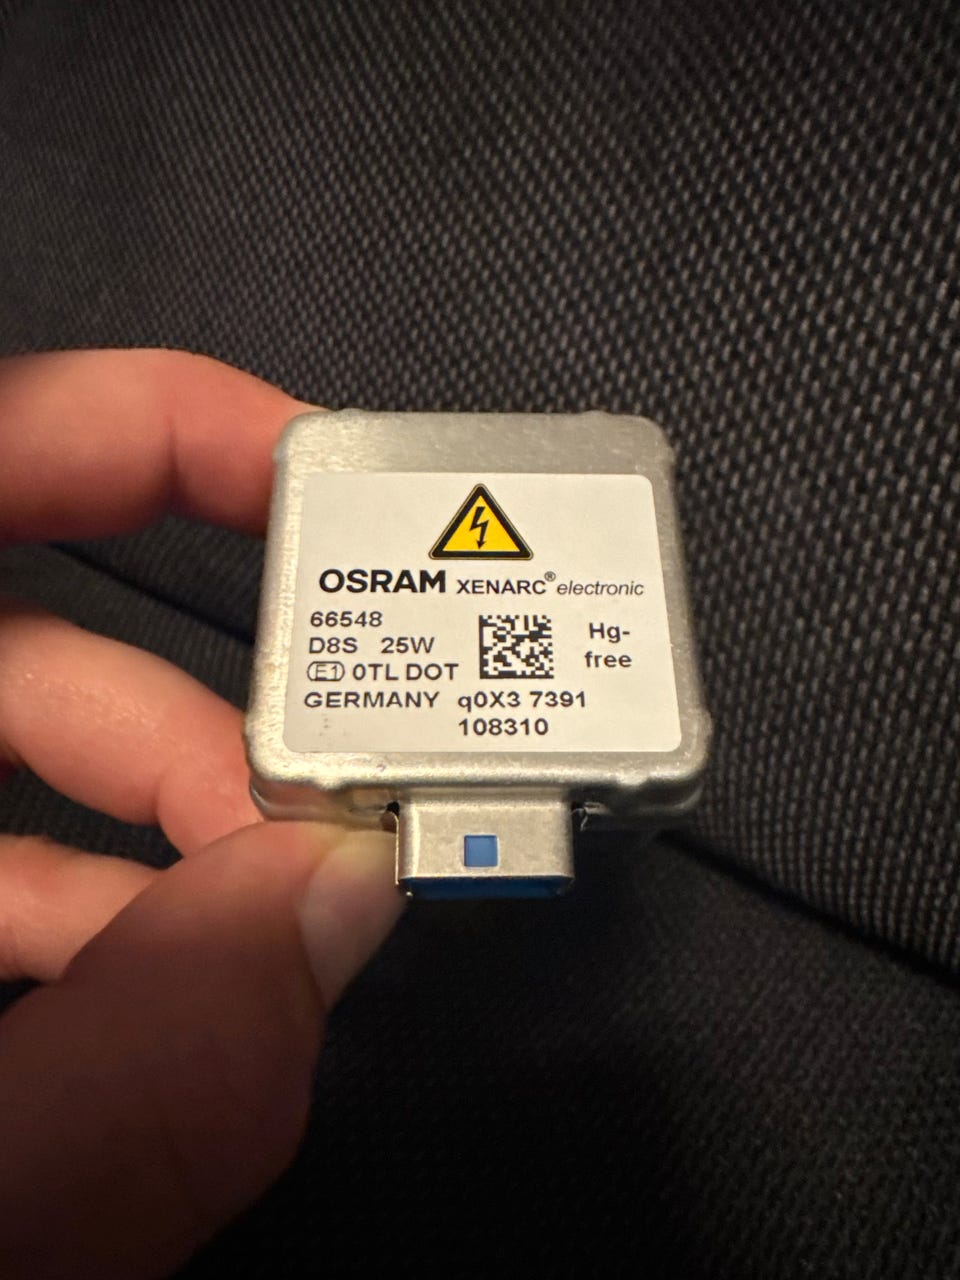 OSRAM XENARC® electronic
66548
D8S 25W
Hg-
free
E1 0TL DOT
GERMANY q0X3 7391
108310